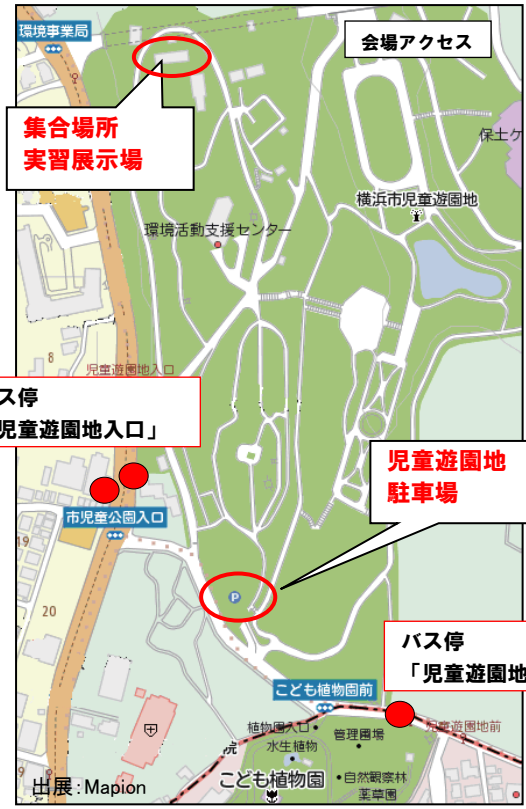 環境事業局
会場アクセス
集合場所
実習展示場
保土ケ
横浜市児童遊園地
環境活動支援センター
8
児童遊園地入口
ス停
児童遊園地入口」
児童遊園地
駐車場
市児童公園入口
19
20
P
バス停
「児童遊園地
こども植物園前
植物園入口
管理圃場
児童遊園地前
院
水生植物
こども植物園
自然観察林
薬草園
出展:Mapion